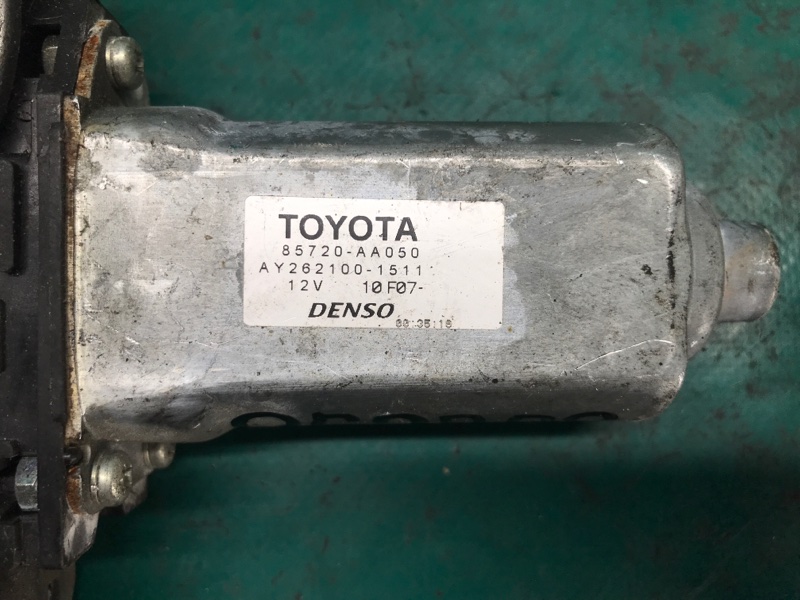 TOYOTA
85720-AA050
AY262100-1511
12V 10F07-
DENSO